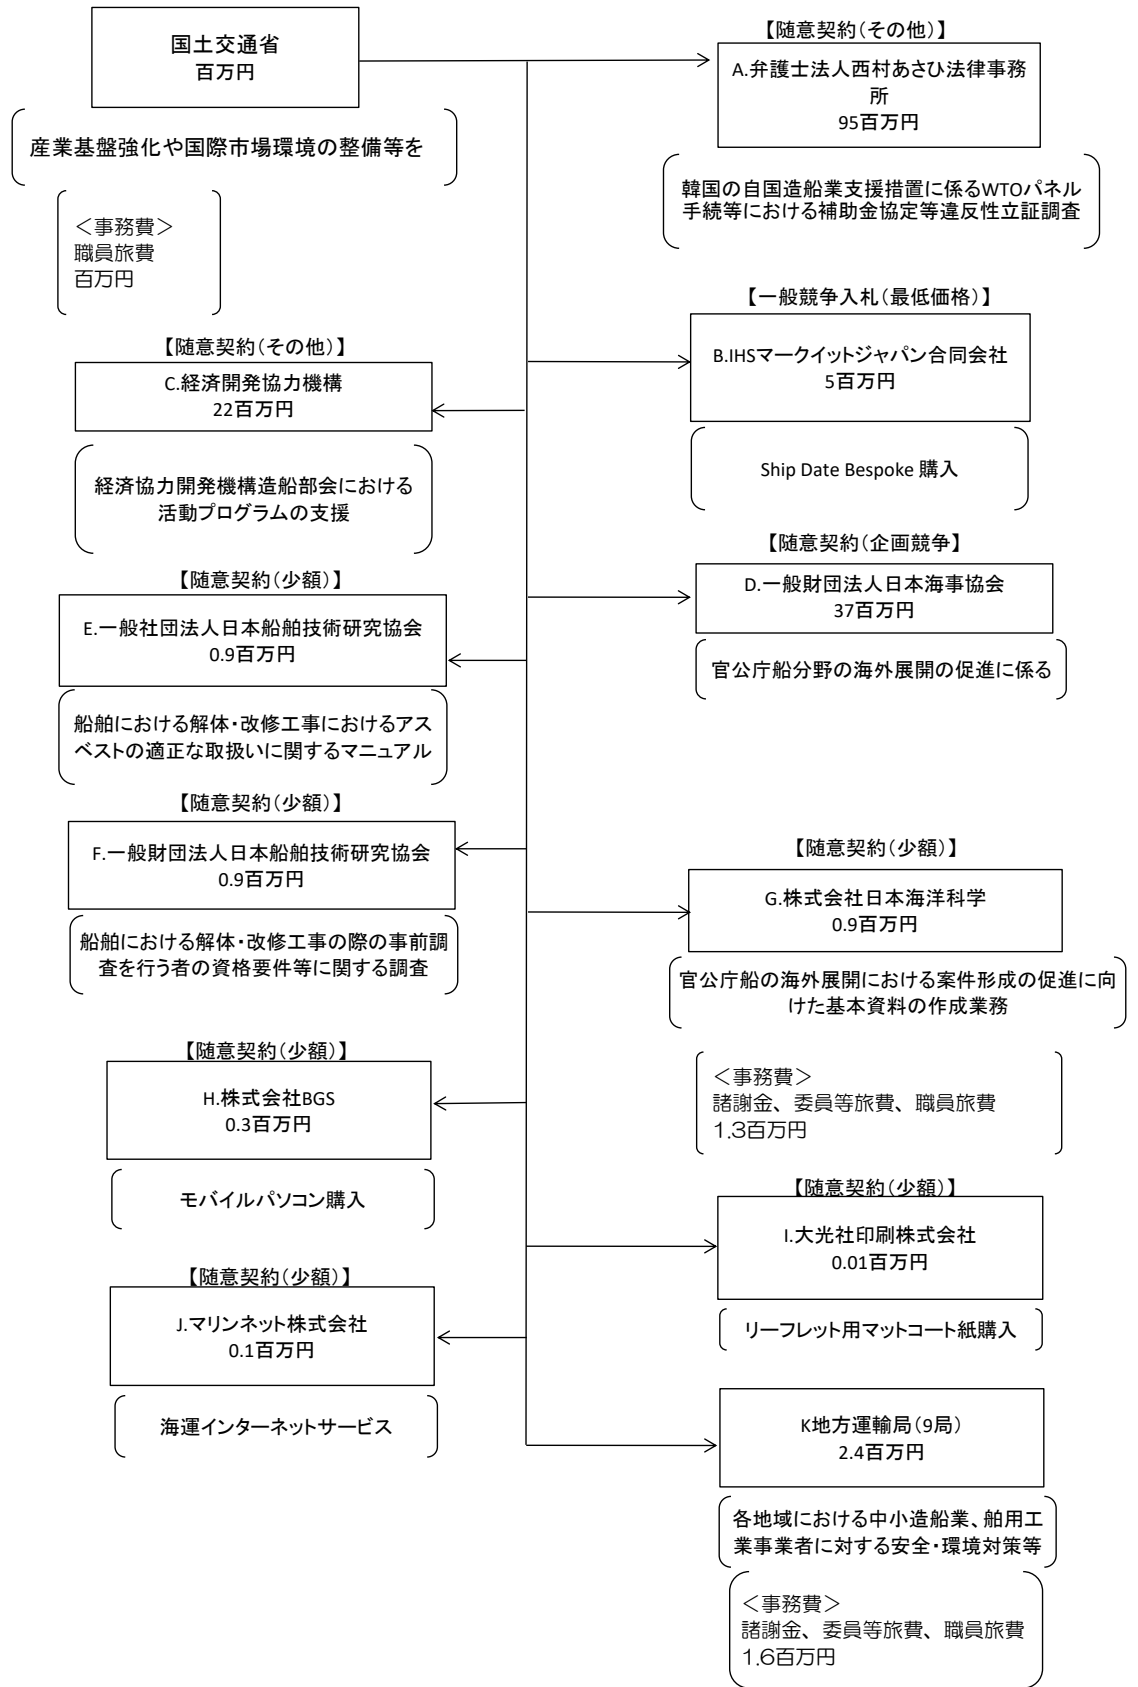 国土交通省
百万円
産業基盤強化や国際市場環境の整備等を
＜事務費＞
職員旅費
百万円
【随意契約（その他）】
A.弁護士法人西村あさひ法律事務
所
95百万円
韓国の自国造船業支援措置に係るWTOパネル
手続等における補助金協定等違反性立証調査
【一般競争入札（最低価格）】
B.IHSマークイットジャパン合同会社
5百万円
Ship Date Bespoke 購入
【随意契約（その他）】
C.経済開発協力機構
22百万円
経済協力開発機構造船部会における
活動プログラムの支援
【随意契約（企画競争】
D.一般財団法人日本海事協会
37百万円
官公庁船分野の海外展開の促進に係る
【随意契約（少額）】
E.一般社団法人日本船舶技術研究協会
0.9百万円
船舶における解体・改修工事におけるアス
ベストの適正な取扱いに関するマニュアル
【随意契約（少額）】
F.一般財団法人日本船舶技術研究協会
0.9百万円
船舶における解体・改修工事の際の事前調
査を行う者の資格要件等に関する調査
【随意契約（少額）】
G.株式会社日本海洋科学
0.9百万円
官公庁船の海外展開における案件形成の促進に向
けた基本資料の作成業務
＜事務費＞
諸謝金、委員等旅費、職員旅費
1.3百万円
【随意契約（少額）】
H.株式会社BGS
0.3百万円
モバイルパソコン購入
【随意契約（少額）】
I.大光社印刷株式会社
0.01百万円
リーフレット用マットコート紙購入
【随意契約（少額）】
J.マリンネット株式会社
0.1百万円
海運インターネットサービス
K地方運輸局（9局）
2.4百万円
各地域における中小造船業、舶用工
業事業者に対する安全・環境対策等
＜事務費＞
諸謝金、委員等旅費、職員旅費
1.6百万円